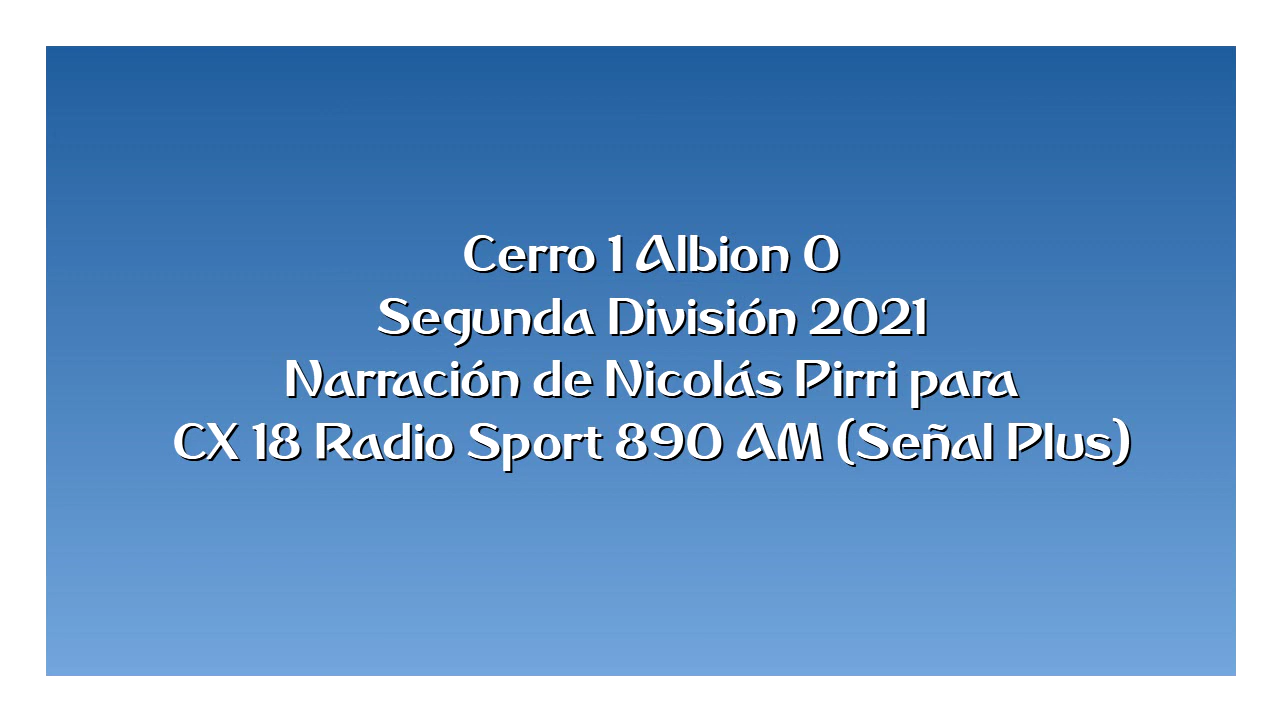 Cerro 1 Albion 0
Segunda División 2021
Narración de Nicolás Pirri para
CX 18 Radio Sport 890 AM (Señal Plus)